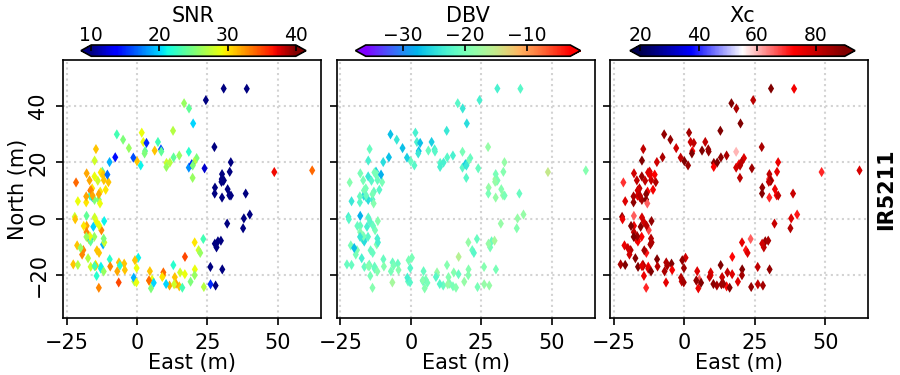 SNR DBV Xc
10 20 30 40 −30 −20 −10 20 40 60 80
North (m)
40
20
0
−20
−25 0 25 50 −25 0 25 50 −25 0 25 50
East (m) East (m) East (m)
IR5211